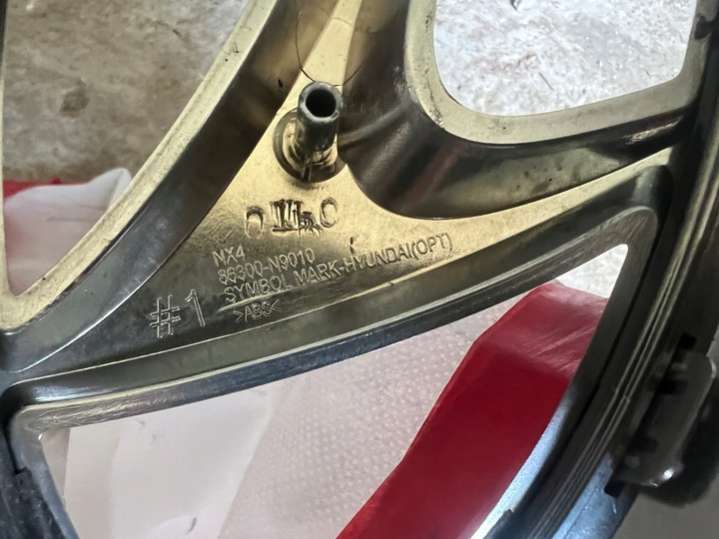 NX4
86300-N9010
SYMBOL MARK-HYUNDAI(OPT)
>ABS<
#1